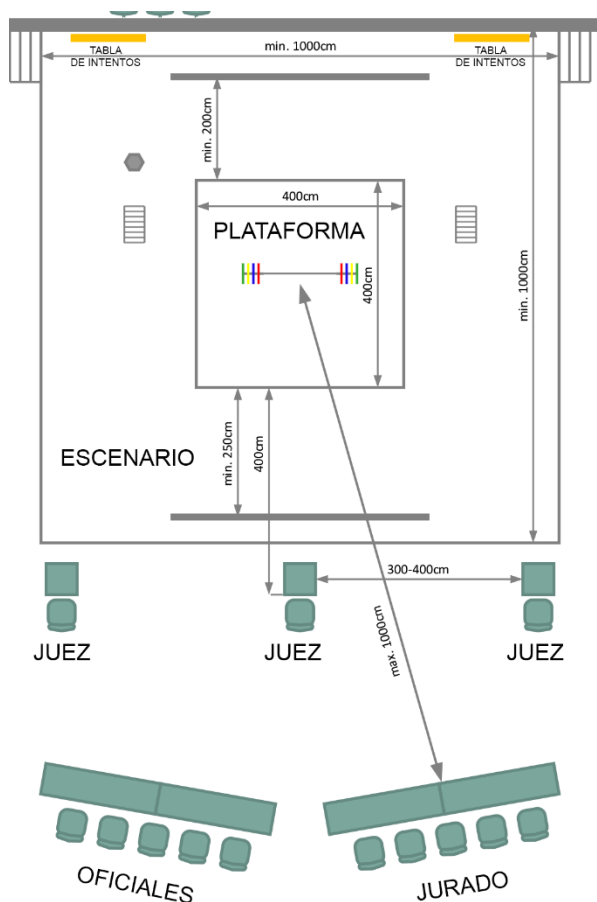 min. 1000cm
TABLA
DE INTENTOS
TABLA
DE INTENTOS
min. 200cm
400cm
PLATAFORMA
400cm
min. 1000cm
ESCENARIO
min. 250cm
400cm
300-400cm
JUEZ
JUEZ
JUEZ
max. 1000cm
OFICIALES
JURADO